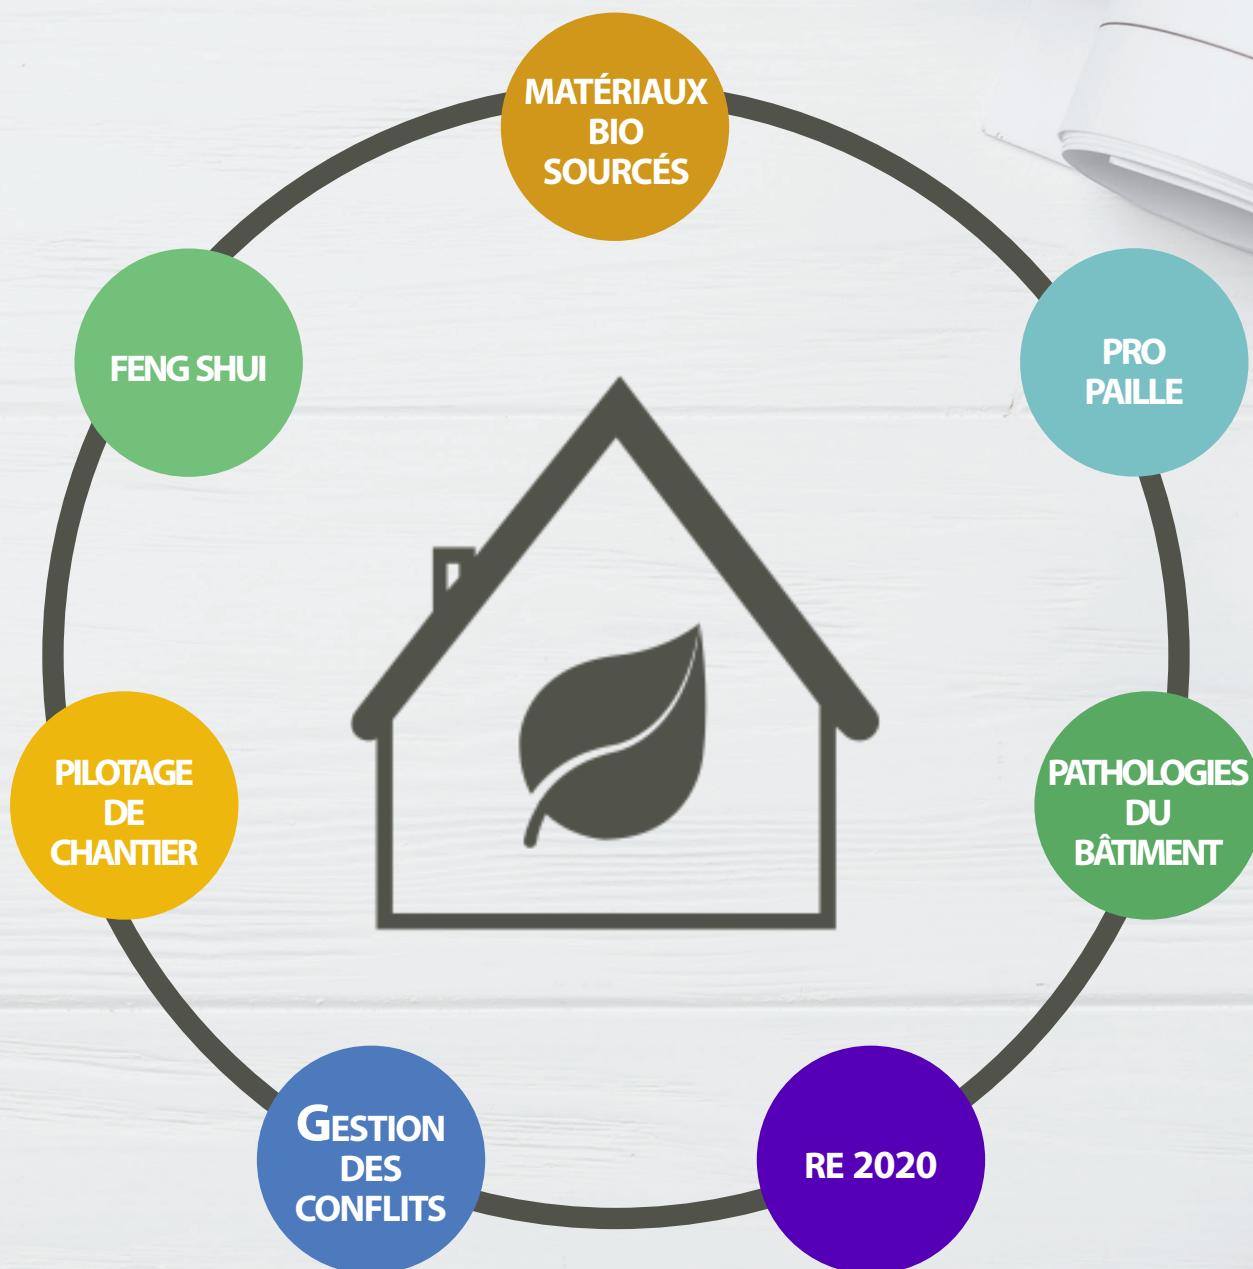 MATÉRIAUX
BIO
SOURCÉS
PRO
PAILLE
PATHOLOGIES
DU
BÂTIMENT
RE 2020
GESTION
DES
CONFLITS
PILOTAGE
DE
CHANTIER
FENG SHUI